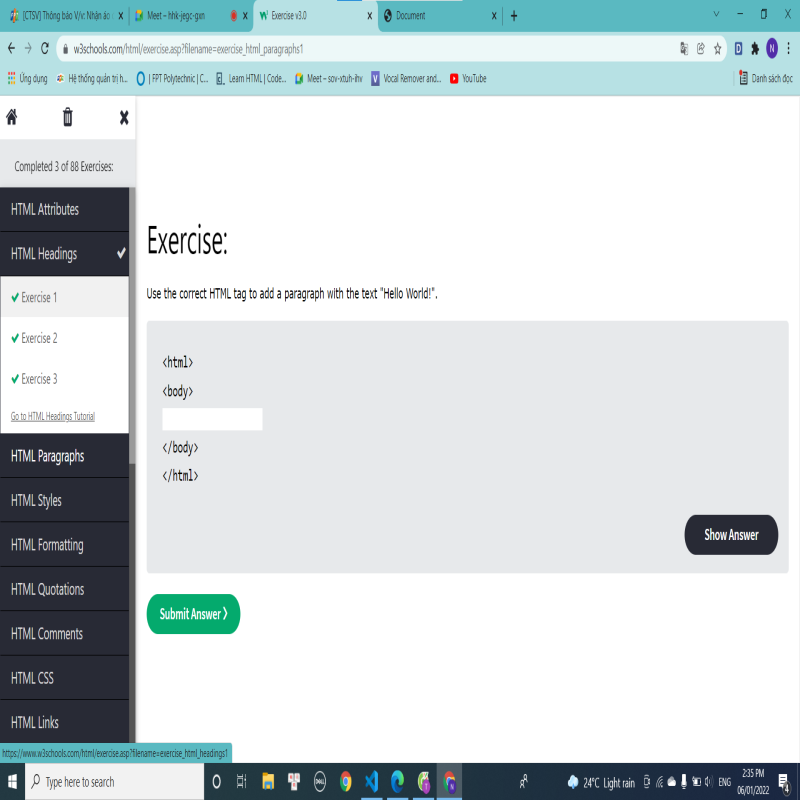 [CTSV] Thông báo V/v: Nhận áo
Meet – hhk-jegc-gxn
Exercise v3.0
Document
w3schools.com/html/exercise.asp?filename=exercise_html_paragraphs1
Ứng dụng
Hệ thống quản trị h...
| FPT Polytechnic | C...
Learn HTML | Code...
Meet – sov-xtuh-ihv
Vocal Remover and...
YouTube
Danh sách đọc
Completed 3 of 88 Exercises:
HTML Attributes
HTML Headings
Exercise 1
Exercise 2
Exercise 3
Go to HTML Headings Tutorial
HTML Paragraphs
HTML Styles
HTML Formatting
HTML Quotations
HTML Comments
HTML CSS
HTML Links
Exercise:
Use the correct HTML tag to add a paragraph with the text "Hello World!".
<html>
<body>
</body>
</html>
Show Answer
Submit Answer ❯
https://www.w3schools.com/html/exercise.asp?filename=exercise_html_headings1
Type here to search
DELL
24°C Light rain
ENG
2:35 PM
06/01/2022
4